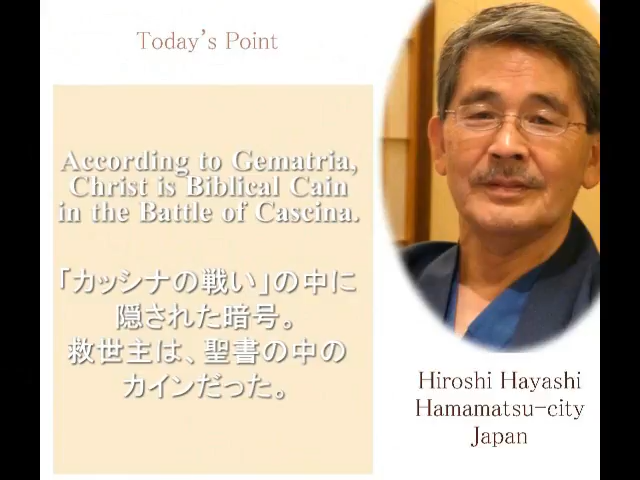 Today's Point
According to Gematria,
Christ is Biblical Cain
in the Battle of Cascina.
「カッシナの戦い」の中に
隠された暗号。
救世主は、聖書の中の
カインだった。
Hiroshi Hayashi
Hamamatsu-city
Japan